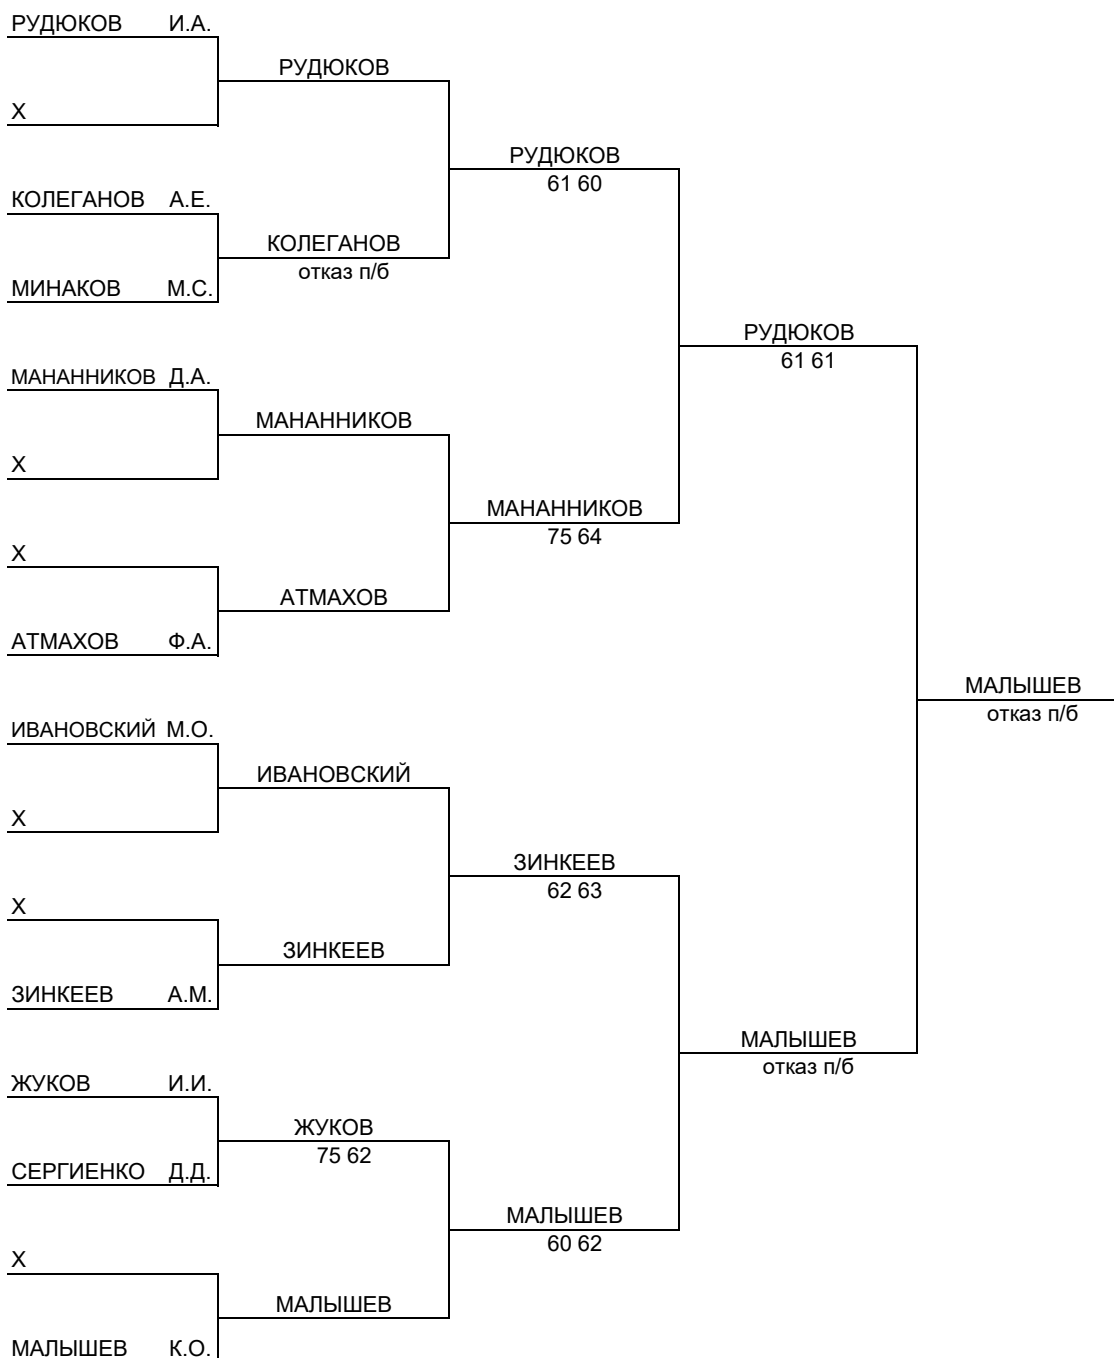 РУДЮКОВ И.А.
РУДЮКОВ
X
РУДЮКОВ
61 60
КОЛЕГАНОВ А.Е.
КОЛЕГАНОВ
отказ п/б
МИНАКОВ М.С.
РУДЮКОВ
61 61
МАНАННИКОВ Д.А.
МАНАННИКОВ
X
МАНАННИКОВ
75 64
X
АТМАХОВ
АТМАХОВ Ф.А.
МАЛЫШЕВ
отказ п/б
ИВАНОВСКИЙ М.О.
ИВАНОВСКИЙ
X
ЗИНКЕЕВ
62 63
X
ЗИНКЕЕВ
ЗИНКЕЕВ А.М.
МАЛЫШЕВ
отказ п/б
ЖУКОВ И.И.
ЖУКОВ
75 62
СЕРГИЕНКО Д.Д.
МАЛЫШЕВ
60 62
X
МАЛЫШЕВ
МАЛЫШЕВ К.О.